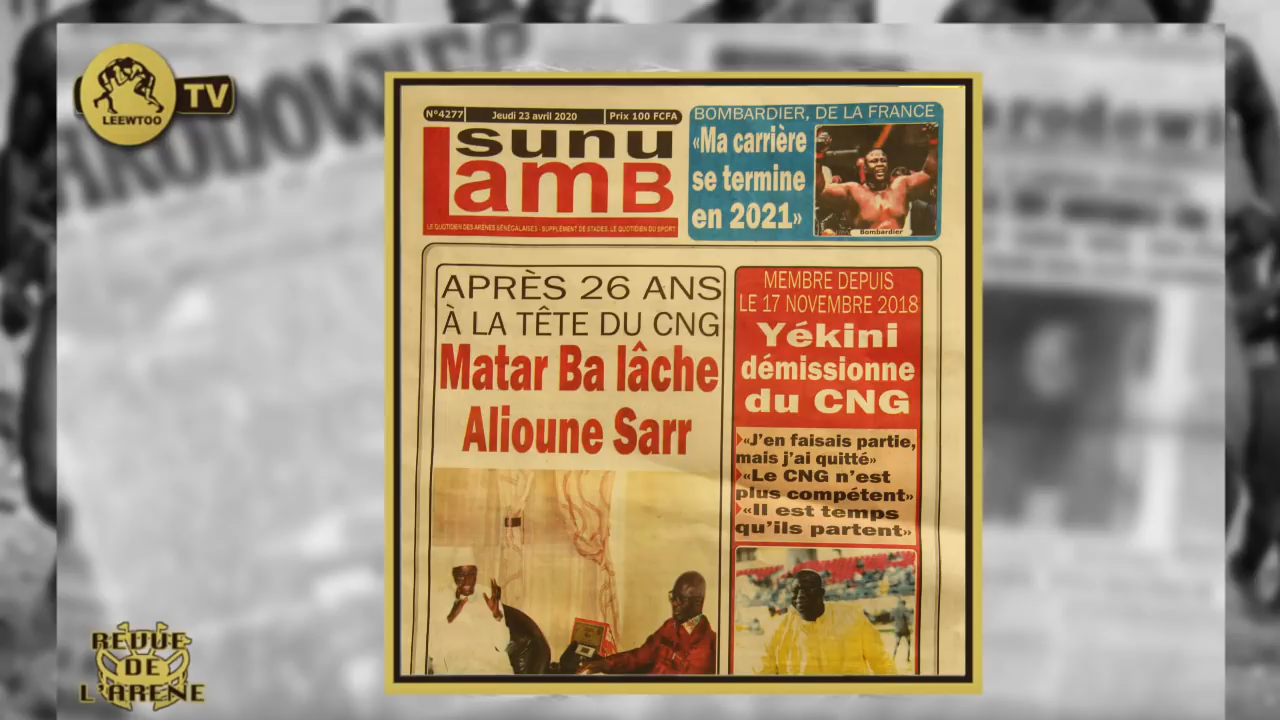 LEEWTOO
TV
N°4277
Jeudi 23 avril 2020
Prix 100 FCFA
sunu
LamB
LE QUOTIDIEN DES ARÈNES SÉNÉGALAISES - SUPPLÉMENT DE STADES, LE QUOTIDIEN DU SPORT
BOMBARDIER, DE LA FRANCE
«Ma carrière
se termine
en 2021»
Bombardier
APRÈS 26 ANS
À LA TÊTE DU CNG
Matar Ba lâche
Alioune Sarr
MEMBRE DEPUIS
LE 17 NOVEMBRE 2018
Yékini
démissionne
du CNG
«J'en faisais partie,
mais j'ai quitté»
«Le CNG n'est
plus compétent»
«Il est temps
qu'ils partent»
REVUE
DE
L'ARENE